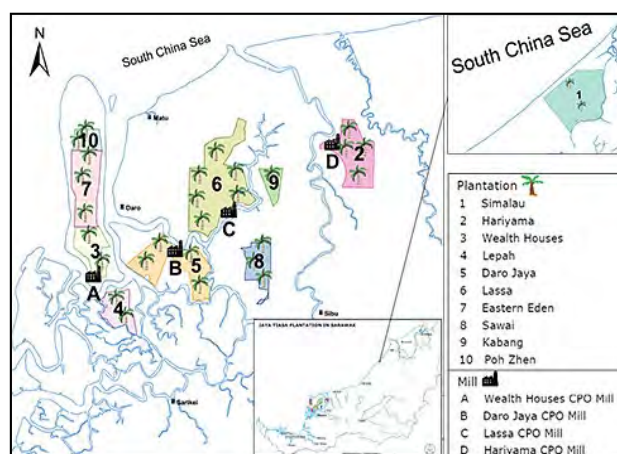 N
South China Sea
South China Sea
1
Matu
10
D
2
7
6
9
Daro
C
3
B
5
8
A
4
Sibu
Sarikei
JAYA TIASA PLANTATION IN SARAWAK
Plantation
1 Simalau
2 Hariyama
3 Wealth Houses
4 Lepah
5 Daro Jaya
6 Lassa
7 Eastern Eden
8 Sawai
9 Kabang
10 Poh Zhen
Mill
A Wealth Houses CPO Mill
B Daro Jaya CPO Mill
C Lassa CPO Mill
D Hariyama CPO Mill